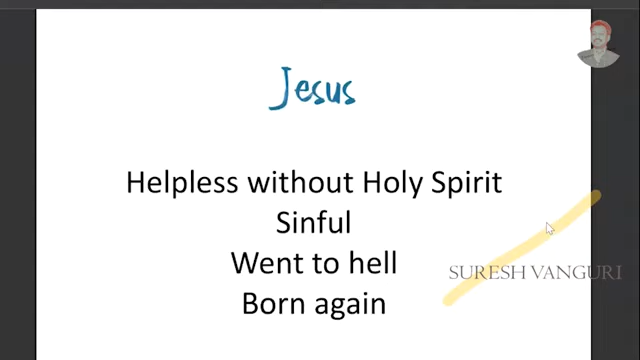 Jesus
Helpless without Holy Spirit
Sinful
Went to hell
SURESH VANGURI
Born again